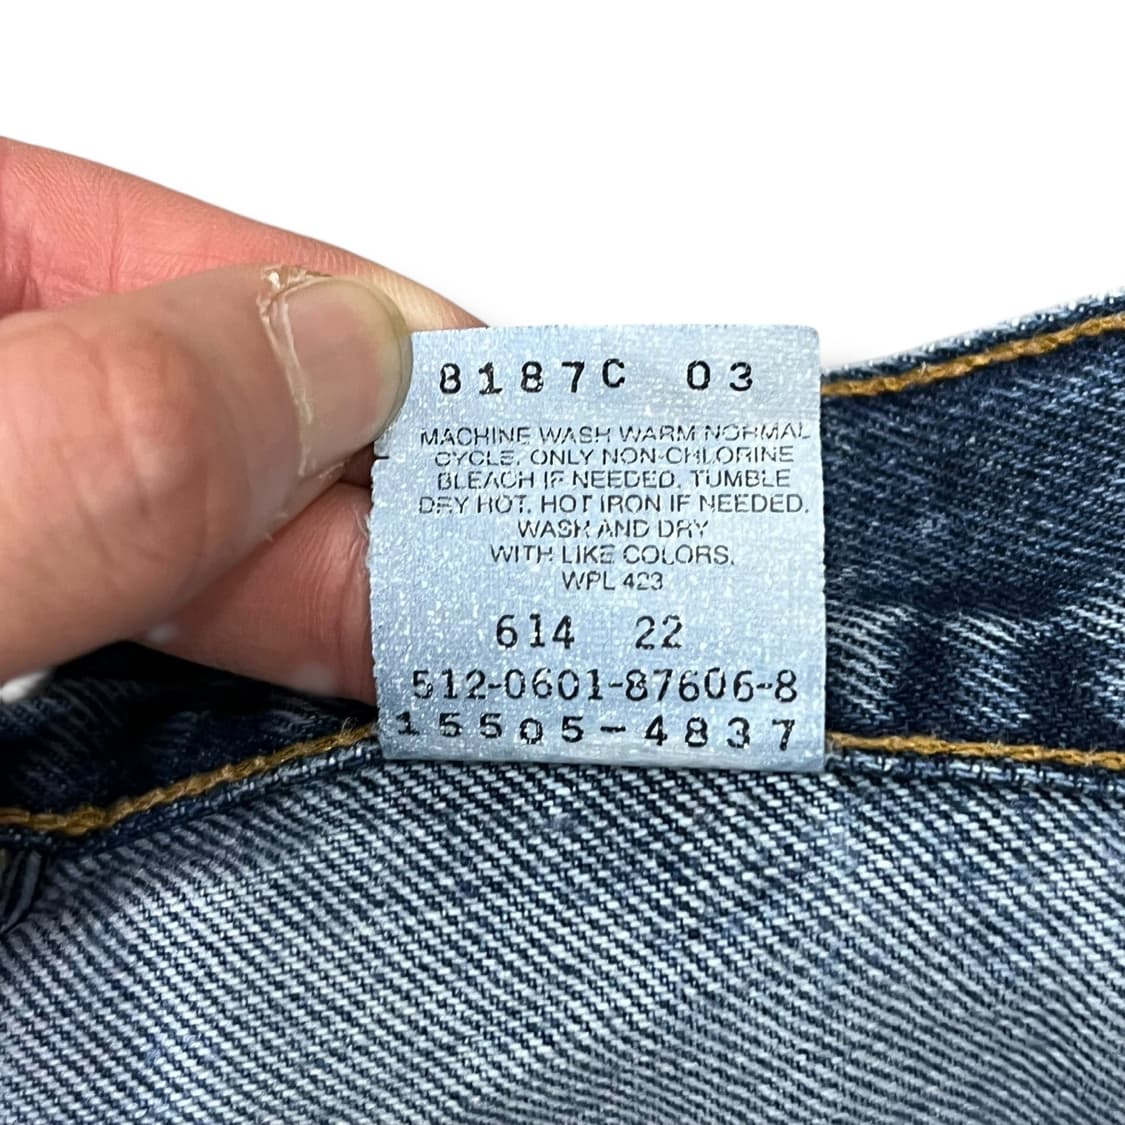 8187C 03
MACHINE WASH WARM NORMAL
CYCLE. ONLY NON-CHLORINE
BLEACH IF NEEDED. TUMBLE
DRY HOT. HOT IRON IF NEEDED.
WASH AND DRY
WITH LIKE COLORS.
WPL 423
614 22
512-0601-87606-8
15505-4837